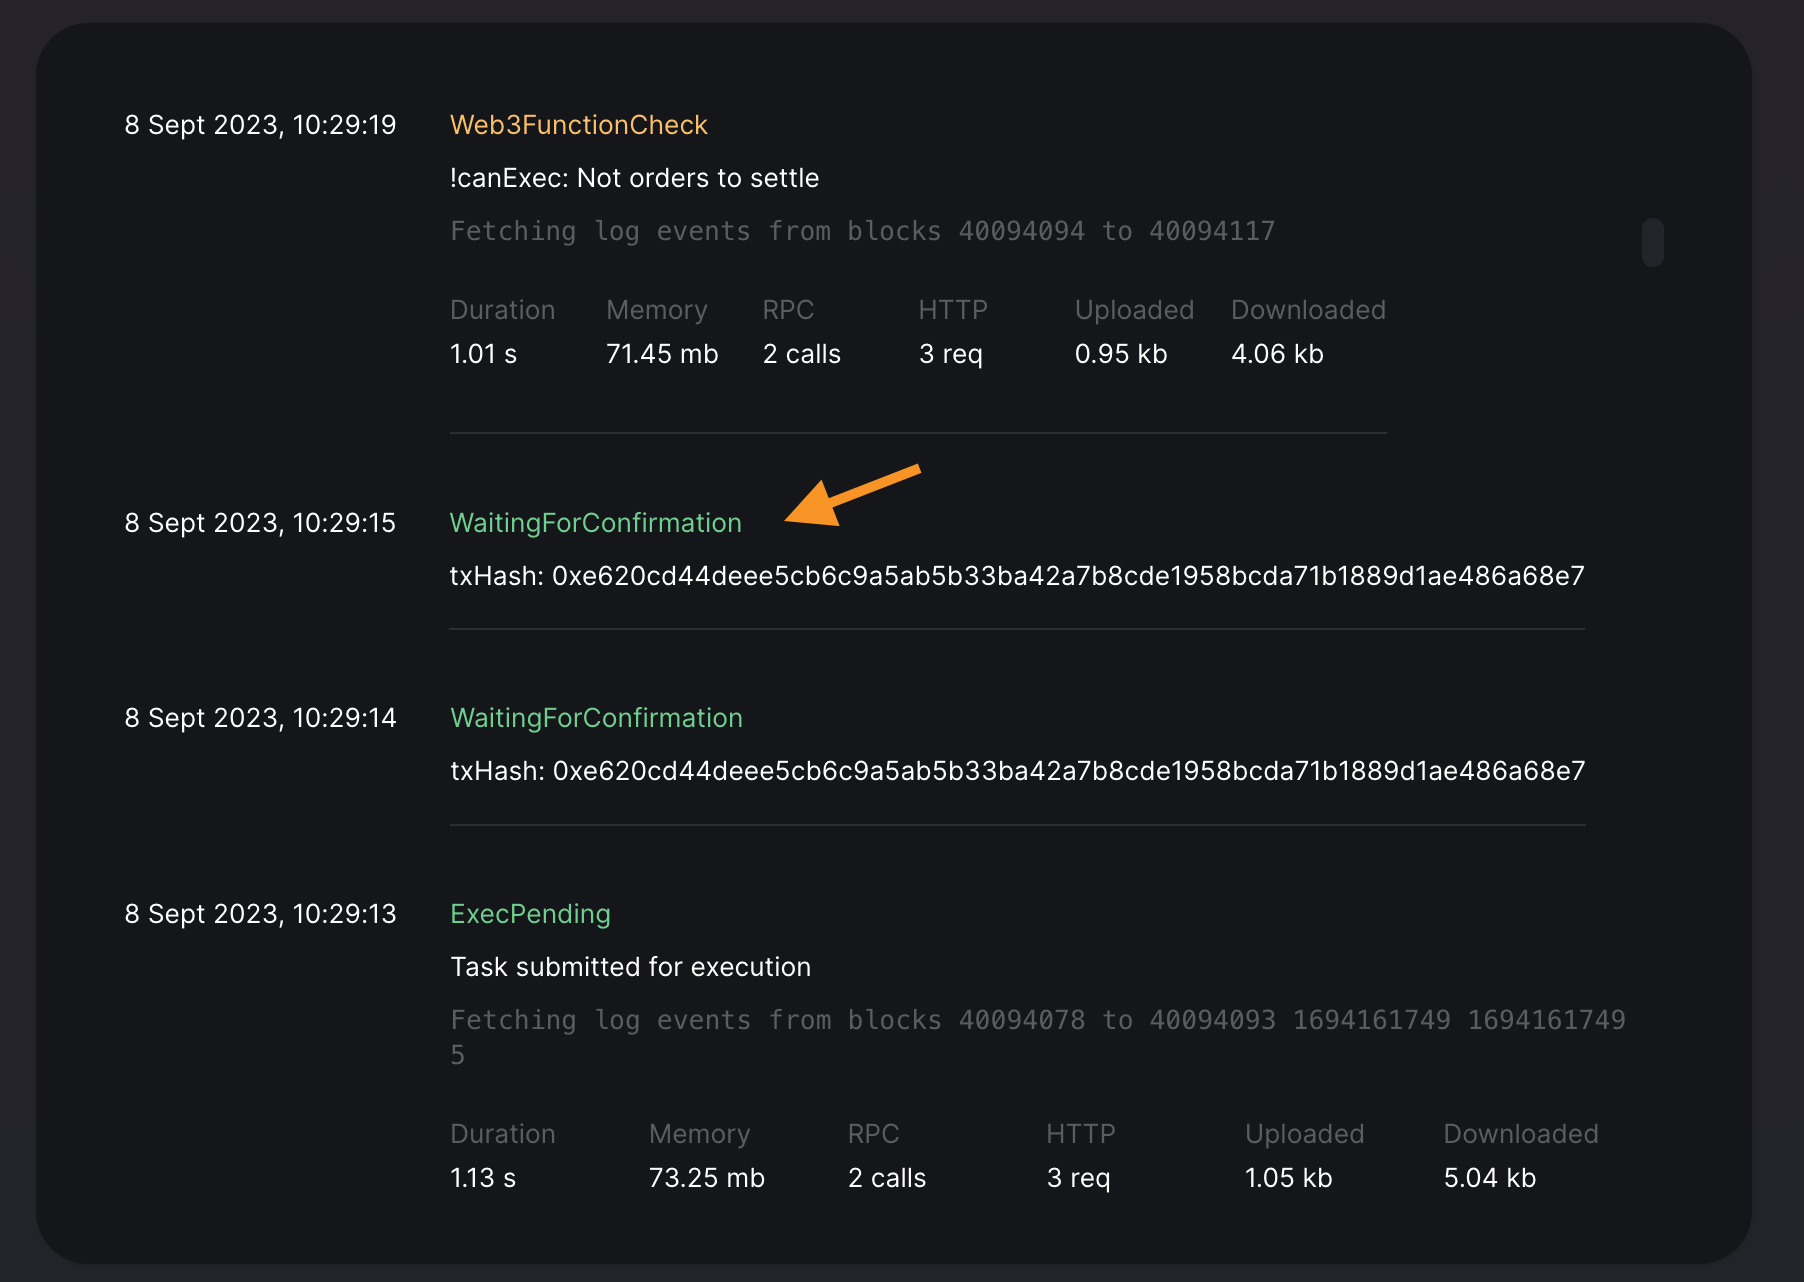 8 Sept 2023, 10:29:19 Web3FunctionCheck
!canExec: Not orders to settle
Fetching log events from blocks 40094094 to 40094117
Duration Memory RPC HTTP Uploaded Downloaded
1.01 s 71.45 mb 2 calls 3 req 0.95 kb 4.06 kb
8 Sept 2023, 10:29:15 WaitingForConfirmation
txHash: 0xe620cd44deee5cb6c9a5ab5b33ba42a7b8cde1958bcda71b1889d1ae486a68e7
8 Sept 2023, 10:29:14 WaitingForConfirmation
txHash: 0xe620cd44deee5cb6c9a5ab5b33ba42a7b8cde1958bcda71b1889d1ae486a68e7
8 Sept 2023, 10:29:13 ExecPending
Task submitted for execution
Fetching log events from blocks 40094078 to 40094093 1694161749 1694161749
5
Duration Memory RPC HTTP Uploaded Downloaded
1.13 s 73.25 mb 2 calls 3 req 1.05 kb 5.04 kb